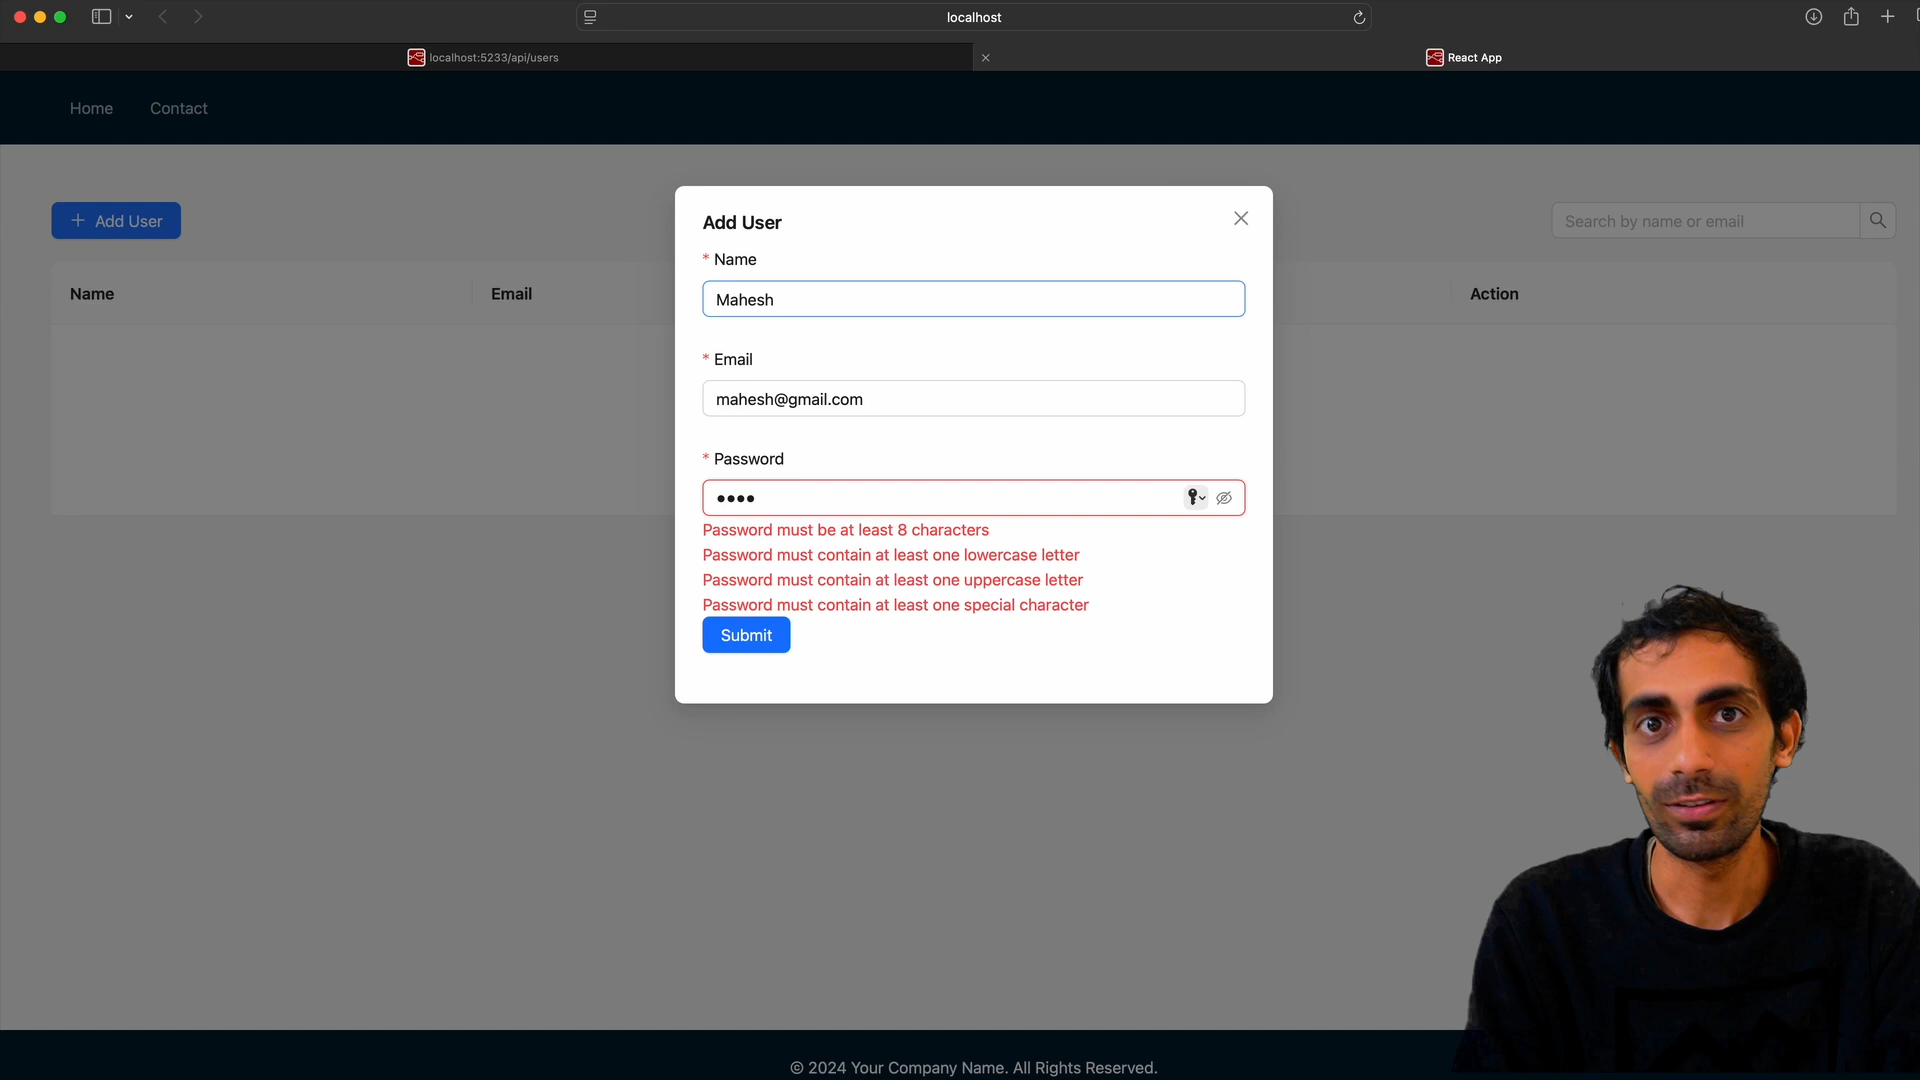 localhost
localhost:5233/api/users
React App
Home
Contact
Add User
Search by name or email
Name
Email
Action
Add User
* Name
Mahesh
* Email
mahesh@gmail.com
* Password
Password must be at least 8 characters
Password must contain at least one lowercase letter
Password must contain at least one uppercase letter
Password must contain at least one special character
Submit
© 2024 Your Company Name. All Rights Reserved.